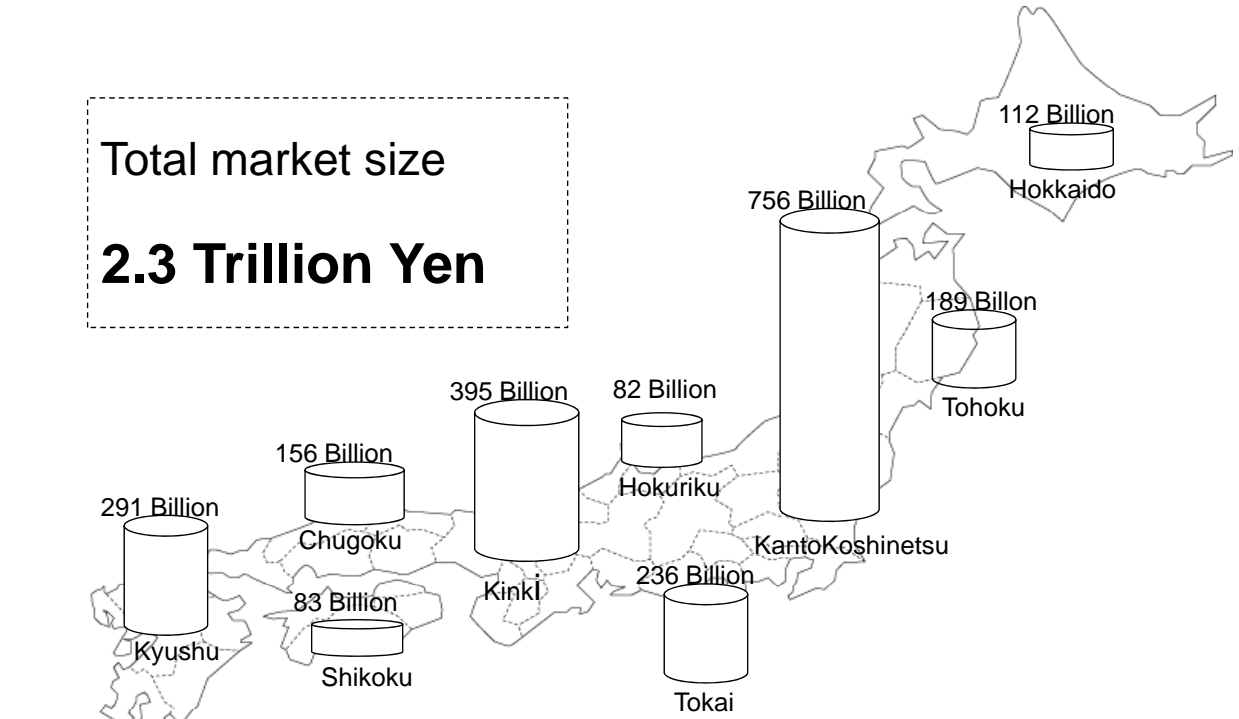 Total market size
2.3 Trillion Yen
112 Billion
Hokkaido
756 Billion
KantoKoshinetsu
189 Billon
Tohoku
395 Billion
Kinki
82 Billion
Hokuriku
156 Billion
Chugoku
291 Billion
Kyushu
83 Billion
Shikoku
236 Billion
Tokai